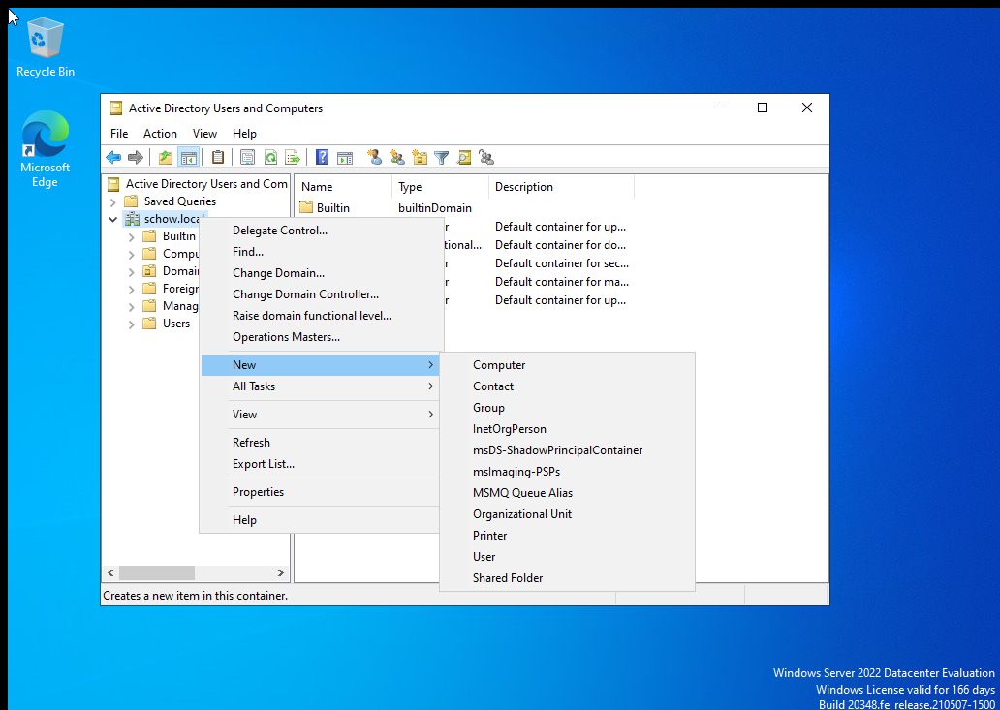 Recycle Bin
Microsoft
Edge
Active Directory Users and Computers
File Action View Help
Active Directory Users and Com
Saved Queries
schow.loca
Builtin
Compu
Domain
Foreign
Manag
Users
Name Type Description
Builtin builtinDomain
r Default container for up...
tional... Default container for do...
r Default container for sec...
r Default container for ma...
r Default container for up...
Delegate Control...
Find...
Change Domain...
Change Domain Controller...
Raise domain functional level...
Operations Masters...
New
All Tasks
View
Refresh
Export List...
Properties
Help
Computer
Contact
Group
InetOrgPerson
msDS-ShadowPrincipalContainer
msImaging-PSPs
MSMQ Queue Alias
Organizational Unit
Printer
User
Shared Folder
Creates a new item in this container.
Windows Server 2022 Datacenter Evaluation
Windows License valid for 166 days
Build 20348.fe_release.210507-1500